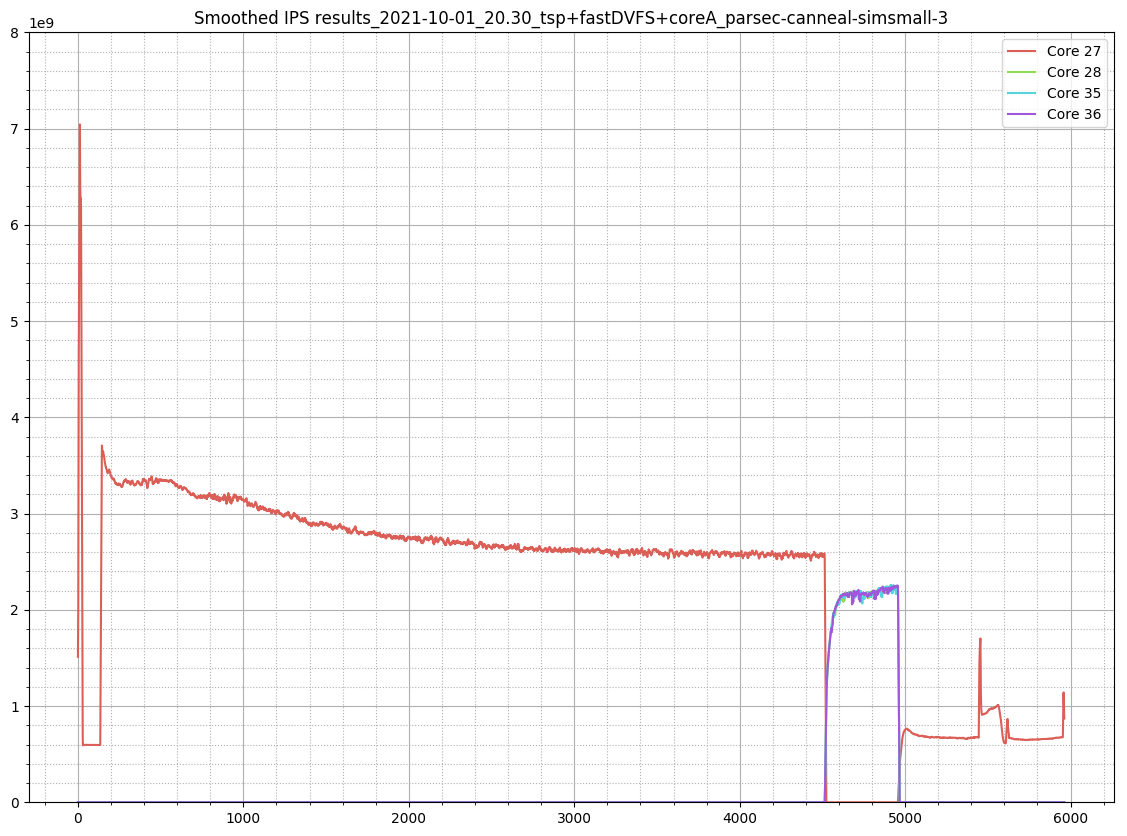 Smoothed IPS results_2021-10-01_20.30_tsp+fastDVFS+coreA_parsec-canneal-simsmall-3
1e9
8
7
6
5
4
3
2
1
0
0 1000 2000 3000 4000 5000 6000
Core 27
Core 28
Core 35
Core 36